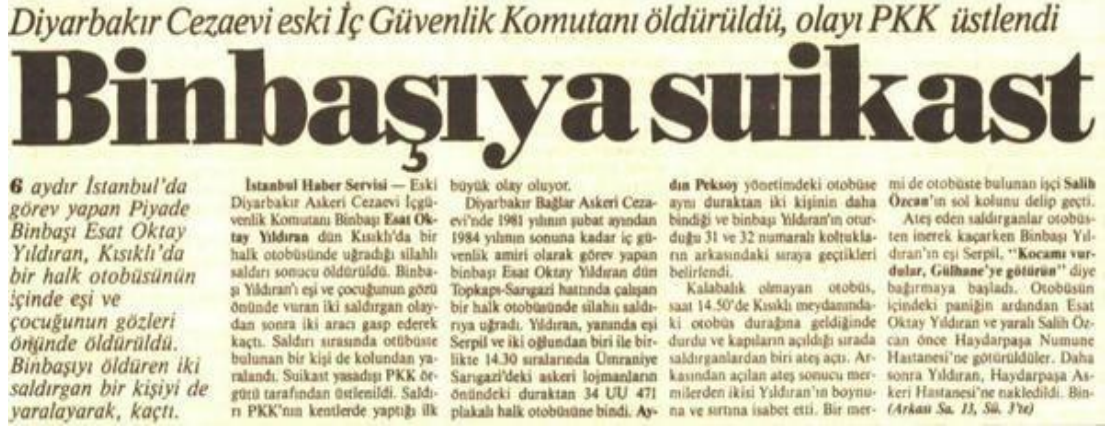 Diyarbakır Cezaevi eski İç Güvenlik Komutanı öldürüldü, olayı PKK üstlendi
Binbaşıya suikast
6 aydır İstanbul'da
görev yapan Piyade
Binbaşı Esat Oktay
Yıldıran, Kısıklı'da
bir halk otobüsünün
içinde eşi ve
çocuğunun gözleri
önünde öldürüldü.
Binbaşıyı öldüren iki
saldırgan bir kişiyi de
yaralayarak, kaçtı.
İstanbul Haber Servisi — Eski
Diyarbakır Askeri Cezaevi İçgü-
venlik Komutanı Binbaşı Esat Ok-
tay Yıldıran dün Kısıklı'da bir
halk otobüsünde uğradığı silahlı
saldırı sonucu öldürüldü. Binba-
şı Yıldıran'ı eşi ve çocuğunun gözü
önünde vuran iki saldırgan olay-
dan sonra iki aracı gasp ederek
kaçtı. Saldırı sırasında otübüste
bulunan bir kişi de kolundan ya-
ralandı. Suikast yasadışı PKK ör-
gütü tarafından üstlenildi. Saldı-
rı PKK'nın kentlerde yaptığı ilk
büyük olay oluyor.
Diyarbakır Bağlar Askeri Ceza-
evi'nde 1981 yılının şubat ayından
1984 yılının sonuna kadar iç gü-
venlik amiri olarak görev yapan
binbaşı Esat Oktay Yıldıran dün
Topkapı-Sarıgazi hattında çalışan
bir halk otobüsünde silahlı saldı-
rıya uğradı. Yıldıran, yanında eşi
Serpil ve iki oğlundan biri ile bir-
likte 14.30 sıralarında Ümraniye
Sarıgazi'deki askeri lojmanların
önündeki duraktan 34 UU 471
plakalı halk otobüsüne bindi. Ay-
dın Peksoy yönetimdeki otobüse
aynı duraktan iki kişinin daha
bindiği ve binbaşı Yıldıran'ın otur-
duğu 31 ve 32 numaralı koltukla-
rın arkasındaki sıraya geçtikleri
belirlendi.
Kalabalık olmayan otobüs,
saat 14.50'de Kısıklı meydanında-
ki otobüs durağına geldiğinde
durdu ve kapıların açıldığı sırada
saldırganlardan biri ateş açtı. Ar-
kasından açılan ateş sonucu mer-
milerden ikisi Yıldıran'ın boynu-
na ve sırtına isabet etti. Bir mer-
mi de otobüste bulunan işçi Salih
Özcan'ın sol kolunu delip geçti.
Ateş eden saldırganlar otobüs-
ten inerek kaçarken Binbaşı Yıl-
dıran'ın eşi Serpil, "Kocamı vur-
dular, Gülhane'ye götürün" diye
bağırmaya başladı. Otobüsün
içindeki paniğin ardından Esat
Oktay Yıldıran ve yaralı Salih Öz-
can önce Haydarpaşa Numune
Hastanesi'ne götürüldüler. Daha
sonra Yıldıran, Haydarpaşa As-
keri Hastanesi'ne nakledildi. Bin-
(Arkası Sa. 13, Sü. 3'te)